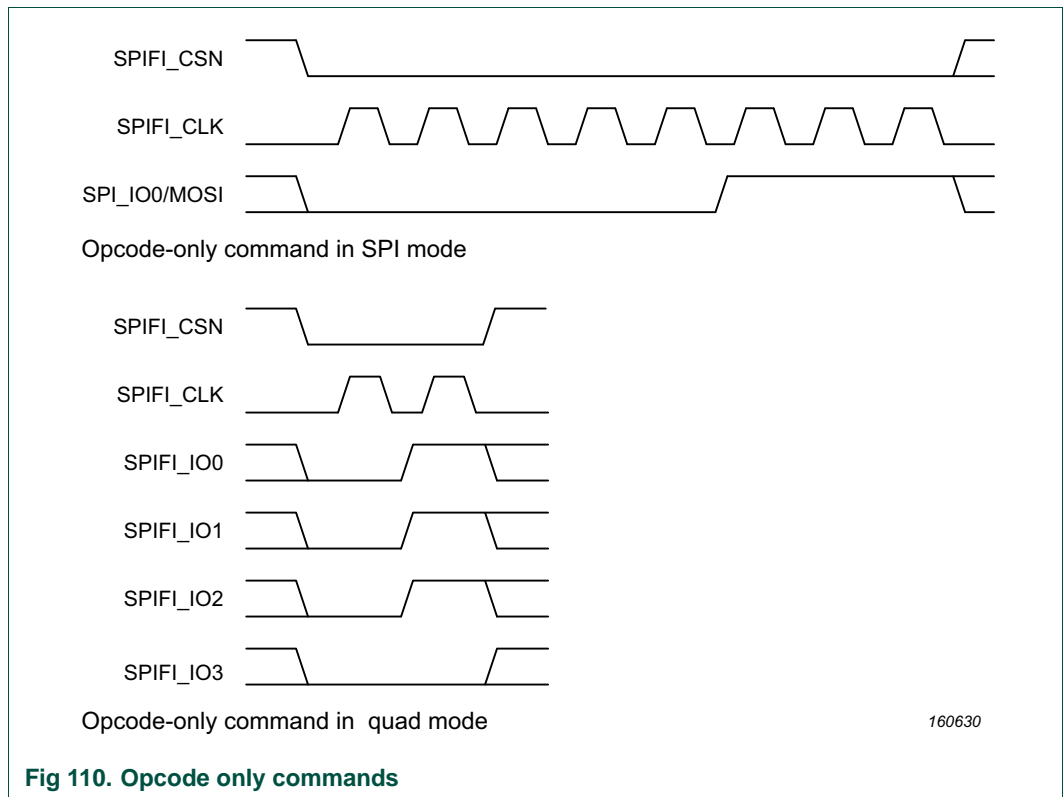 SPIFI_CSN
SPIFI_CLK
SPI_IO0/MOSI
Opcode-only command in SPI mode
SPIFI_CSN
SPIFI_CLK
SPIFI_IO0
SPIFI_IO1
SPIFI_IO2
SPIFI_IO3
Opcode-only command in quad mode
160630
Fig 110. Opcode only commands